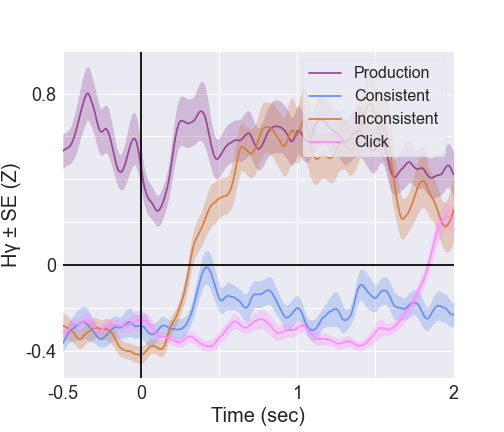 Production
Consistent
Inconsistent
Click
0.8
0
-0.4
Hγ ± SE (Z)
-0.5
0
1
2
Time (sec)